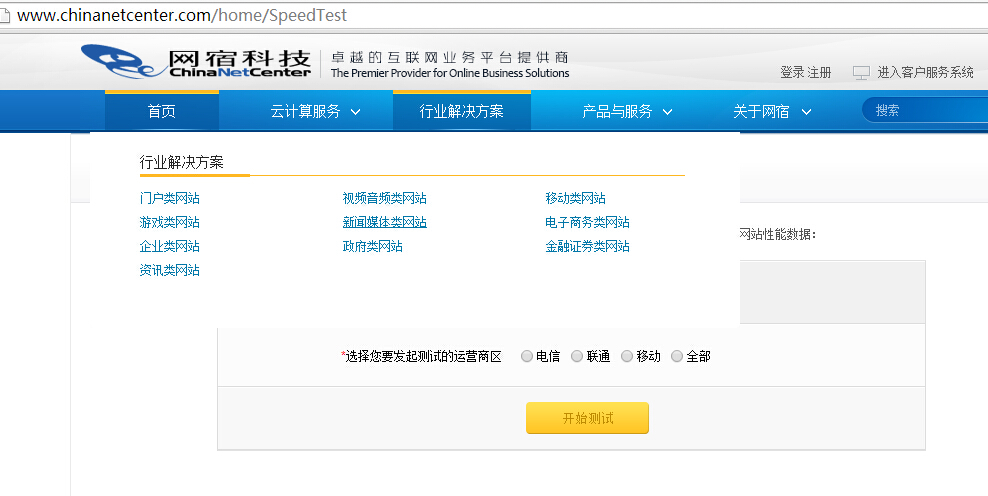 www.chinanetcenter.com/home/SpeedTest
网宿科技
ChinaNetCenter
卓越的互联网业务平台提供商
The Premier Provider for Online Business Solutions
登录 注册 进入客户服务系统
首页 云计算服务 行业解决方案 产品与服务 关于网宿 搜索
行业解决方案
门户类网站 视频音频类网站 移动类网站
游戏类网站 新闻媒体类网站 电子商务类网站
网站性能数据：
企业类网站 政府类网站 金融证券类网站
资讯类网站
*选择您要发起测试的运营商区 电信 联通 移动 全部
开始测试